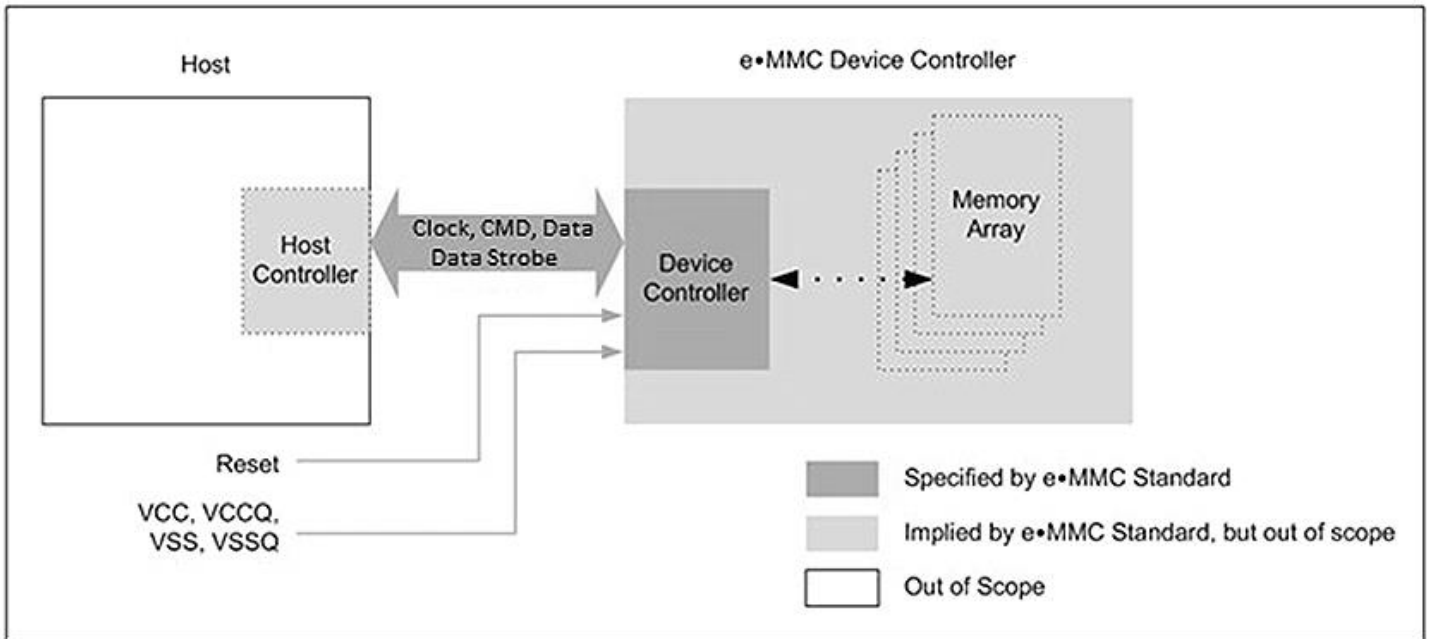 Host
e•MMC Device Controller
Host
Controller
Clock, CMD, Data
Data Strobe
Device
Controller
Memory
Array
Reset
VCC, VCCQ,
VSS, VSSQ
Specified by e•MMC Standard
Implied by e•MMC Standard, but out of scope
Out of Scope